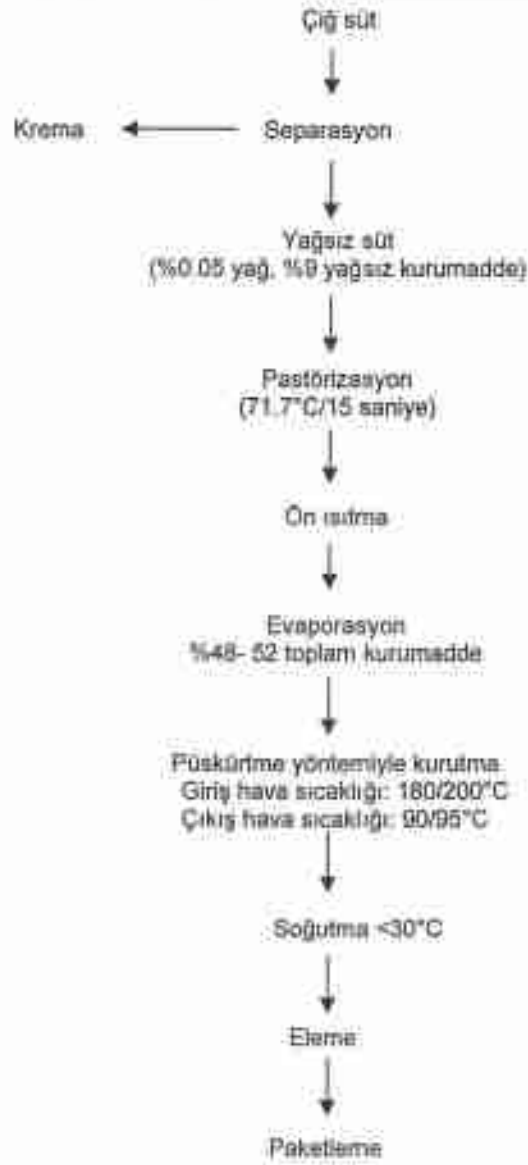 Çiğ süt
Krema
Separasyon
Yağsız süt
(%0.05 yağ, %9 yağsız kurumadde)
Pastörizasyon
(71.7°C/15 saniye)
Ön ısıtma
Evaporasyon
%48- 52 toplam kurumadde
Püskürtme yöntemiyle kurutma
Giriş hava sıcaklığı: 180/200°C
Çıkış hava sıcaklığı: 90/95°C
Soğutma <30°C
Eleme
Paketleme